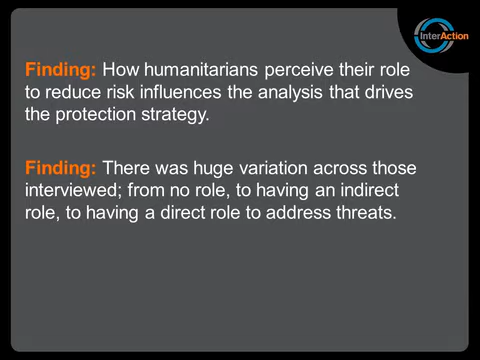 InterAction
Finding: How humanitarians perceive their role
to reduce risk influences the analysis that drives
the protection strategy.
Finding: There was huge variation across those
interviewed; from no role, to having an indirect
role, to having a direct role to address threats.